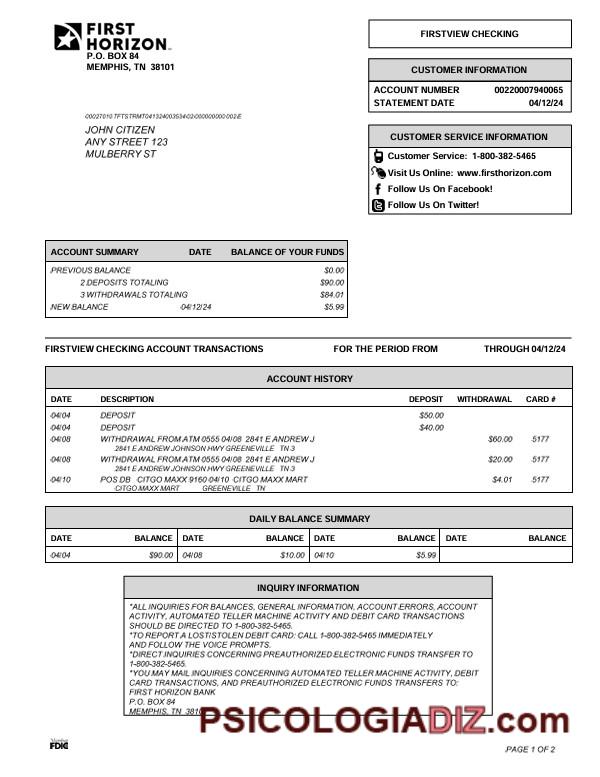 FIRST
HORIZON™
P.O. BOX 84
MEMPHIS, TN 38101
FIRSTVIEW CHECKING
CUSTOMER INFORMATION
ACCOUNT NUMBER 00220007940065
STATEMENT DATE 04/12/24
JOHN CITIZEN
ANY STREET 123
MULBERRY ST
CUSTOMER SERVICE INFORMATION
Customer Service: 1-800-382-5465
Visit Us Online: www.firsthorizon.com
Follow Us On Facebook!
Follow Us On Twitter!
ACCOUNT SUMMARY DATE BALANCE OF YOUR FUNDS
PREVIOUS BALANCE $0.00
2 DEPOSITS TOTALING $90.00
3 WITHDRAWALS TOTALING $84.01
NEW BALANCE 04/12/24 $5.99
FIRSTVIEW CHECKING ACCOUNT TRANSACTIONS FOR THE PERIOD FROM THROUGH 04/12/24
ACCOUNT HISTORY
DATE DESCRIPTION DEPOSIT WITHDRAWAL CARD #
04/04 DEPOSIT $50.00
04/04 DEPOSIT $40.00
04/08 WITHDRAWAL FROM ATM 0555 04/08 2841 E ANDREW J $60.00 5177
2841 E ANDREW JOHNSON HWY GREENEVILLE TN 3
04/08 WITHDRAWAL FROM ATM 0555 04/08 2841 E ANDREW J $20.00 5177
2841 E ANDREW JOHNSON HWY GREENEVILLE TN 3
04/10 POS DB CITGO MAXX 9160 04/10 CITGO MAXX MART $4.01 5177
CITGO MAXX MART GREENEVILLE TN
DAILY BALANCE SUMMARY
DATE BALANCE DATE BALANCE DATE BALANCE DATE BALANCE
04/04 $90.00 04/08 $10.00 04/10 $5.99
INQUIRY INFORMATION
*ALL INQUIRIES FOR BALANCES, GENERAL INFORMATION, ACCOUNT ERRORS, ACCOUNT
ACTIVITY, AUTOMATED TELLER MACHINE ACTIVITY AND DEBIT CARD TRANSACTIONS
SHOULD BE DIRECTED TO 1-800-382-5465.
*TO REPORT A LOST/STOLEN DEBIT CARD: CALL 1-800-382-5465 IMMEDIATELY
AND FOLLOW THE VOICE PROMPTS.
*DIRECT INQUIRIES CONCERNING PREAUTHORIZED ELECTRONIC FUNDS TRANSFER TO
1-800-382-5465.
*YOU MAY MAIL INQUIRIES CONCERNING AUTOMATED TELLER MACHINE ACTIVITY, DEBIT
CARD TRANSACTIONS, AND PREAUTHORIZED ELECTRONIC FUNDS TRANSFERS TO:
FIRST HORIZON BANK
P.O. BOX 84
MEMPHIS, TN 38101
PSICOLOGIADIZ.com
Member
FDIC
PAGE 1 OF 2